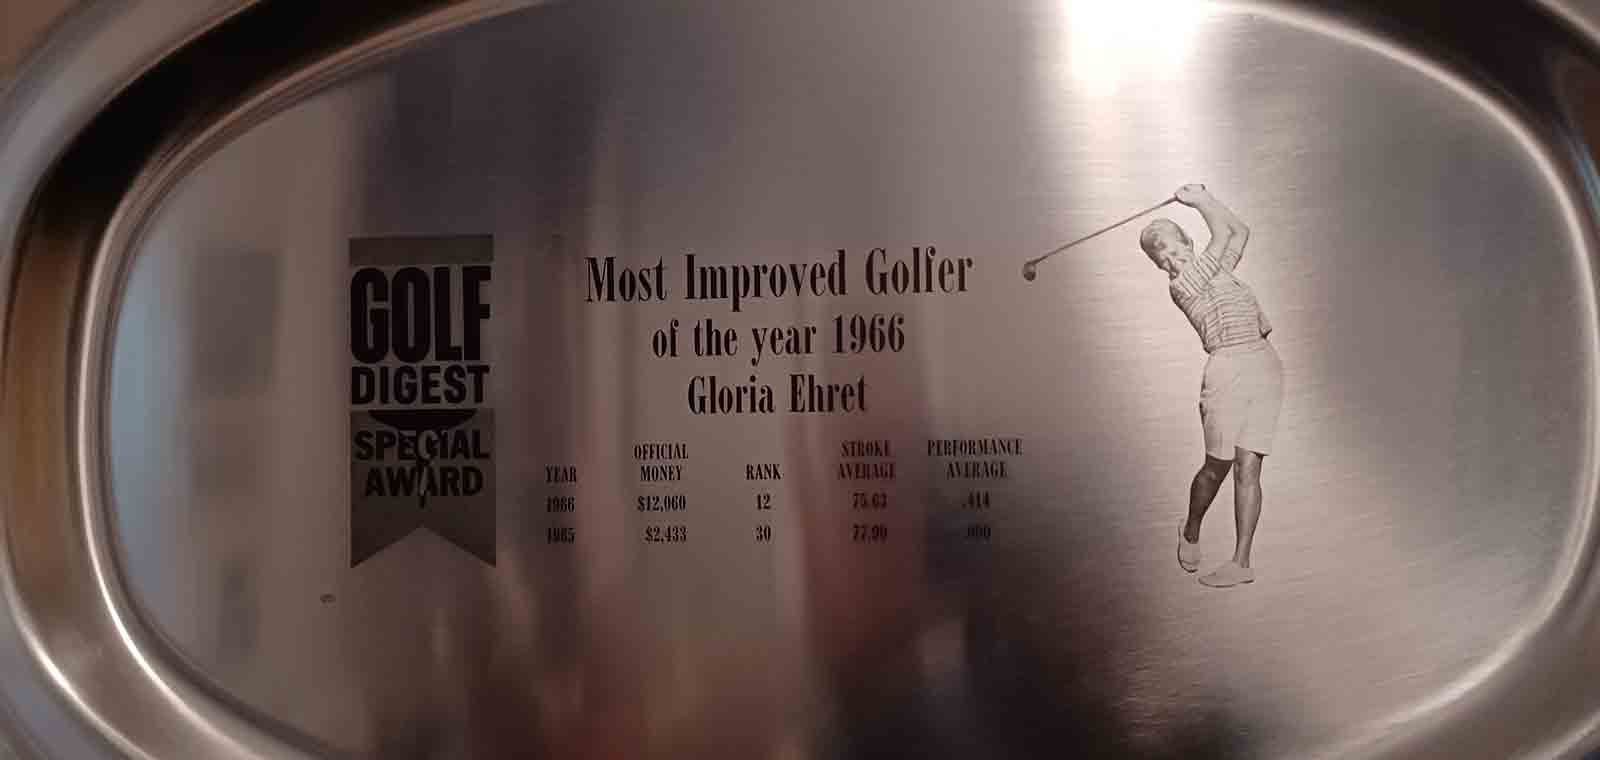 GOLF
DIGEST
SPECIAL
AWARD
Most Improved Golfer
of the year 1966
Gloria Ehret
YEAR OFFICIAL MONEY RANK STROKE AVERAGE PERFORMANCE AVERAGE
1966 $12,060 12 75.63 .414
1965 $2,433 30 77.90 .000